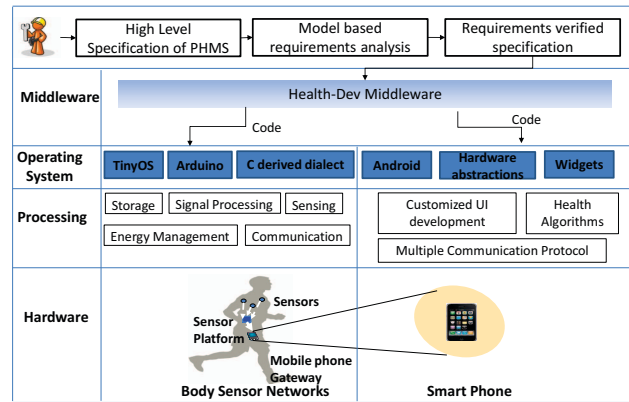 High Level
Specification of PHMS
Model based
requirements analysis
Requirements verified
specification
Middleware
Health-Dev Middleware
Code
Code
Operating
System
TinyOS
Arduino
C derived dialect
Android
Hardware
abstractions
Widgets
Processing
Storage
Signal Processing
Sensing
Energy Management
Communication
Customized UI
development
Health
Algorithms
Multiple Communication Protocol
Hardware
Sensors
Sensor
Platform
Mobile phone
Gateway
Body Sensor Networks
Smart Phone